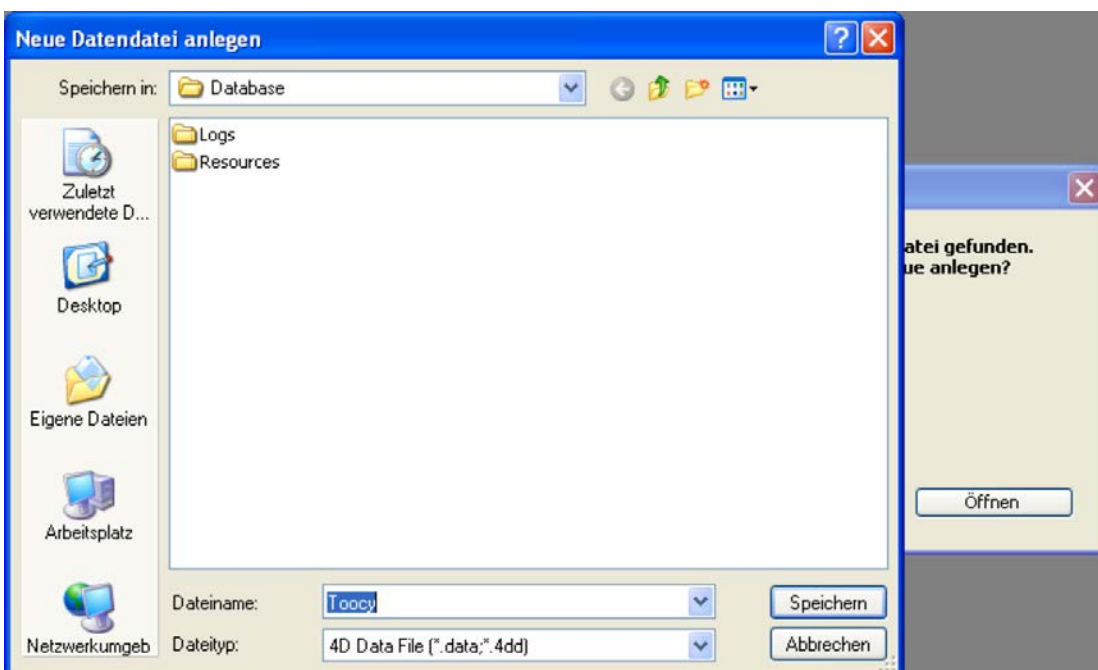 Neue Datendatei anlegen
Speichern in:
Database
Logs
Resources
Zuletzt
verwendete D...
Desktop
Eigene Dateien
Arbeitsplatz
Netzwerkumgeb
Dateiname:
Toocy
Speichern
Dateityp:
4D Data File (*.data;*.4dd)
Abbrechen
atei gefunden.
ue anlegen?
Öffnen